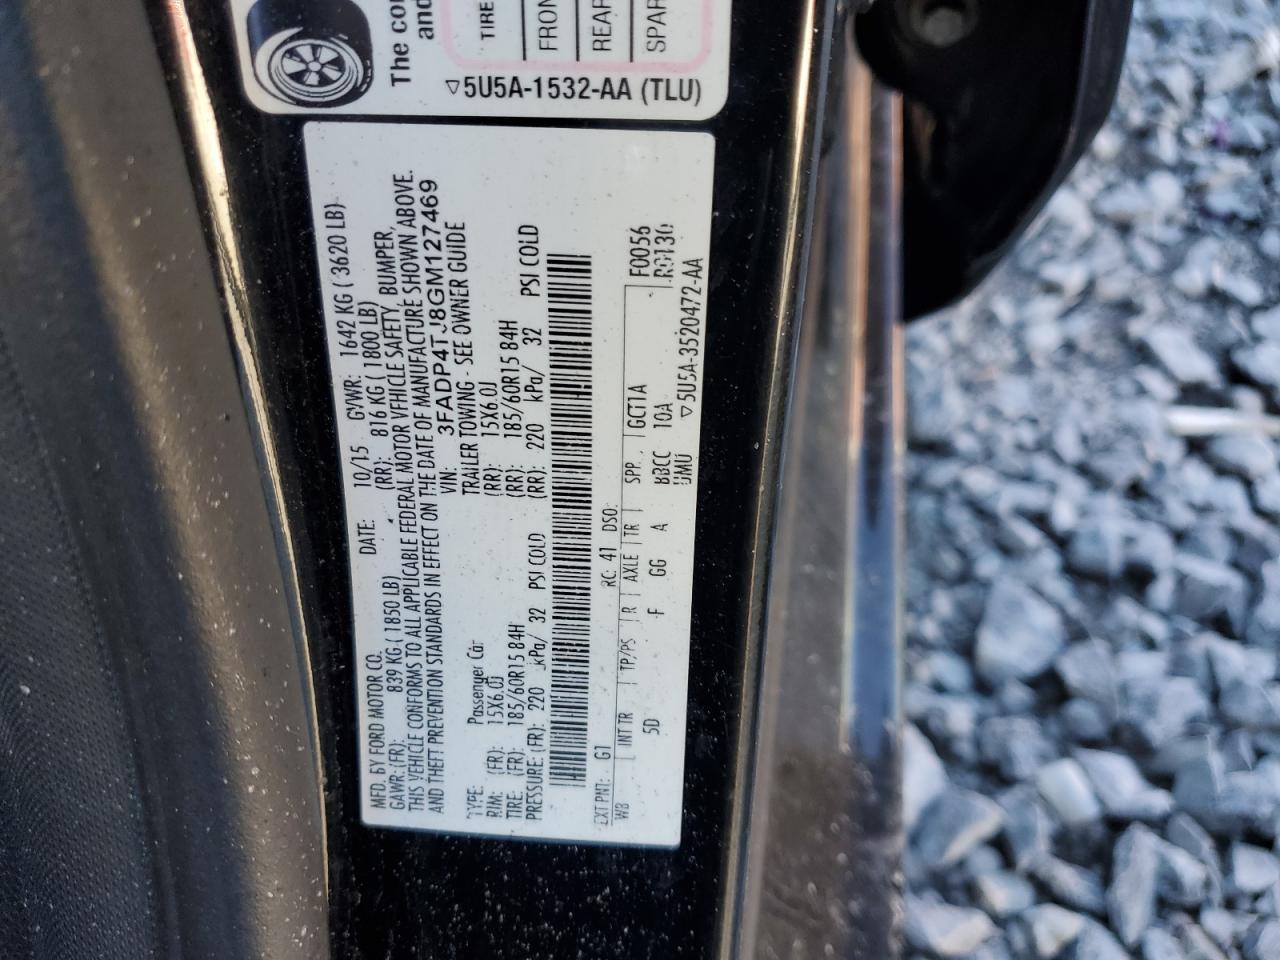 The cor
and
TIRE
FRON
REAR
SPAR
▽5U5A-1532-AA (TLU)
MFD. BY FORD MOTOR CO. DATE: 10/15 GVWR: 1642 KG ( 3620 LB)
GAWR:(FR): 839 KG ( 1850 LB) (RR): 816 KG ( 1800 LB)
THIS VEHICLE CONFORMS TO ALL APPLICABLE FEDERAL MOTOR VEHICLE SAFETY, BUMPER,
AND THEFT PREVENTION STANDARDS IN EFFECT ON THE DATE OF MANUFACTURE SHOWN ABOVE.
VIN: 3FADP4TJ8GM127469
TYPE: Passenger Car TRAILER TOWING - SEE OWNER GUIDE
RIM: (FR): 15X6.0J (RR): 15X6.0J
TIRE: (FR): 185/60R15 84H (RR): 185/60R15 84H
PRESSURE:(FR): 220 kPa/ 32 PSI COLD (RR): 220 kPa/ 32 PSI COLD
EXT PNT: G1 RC: 41 DSO: F0056
WB INT TR TP/PS R AXLE TR SPR GCT1A
5D F GG A BBCC 10A
UMU ▽5U5A-3520472-AA